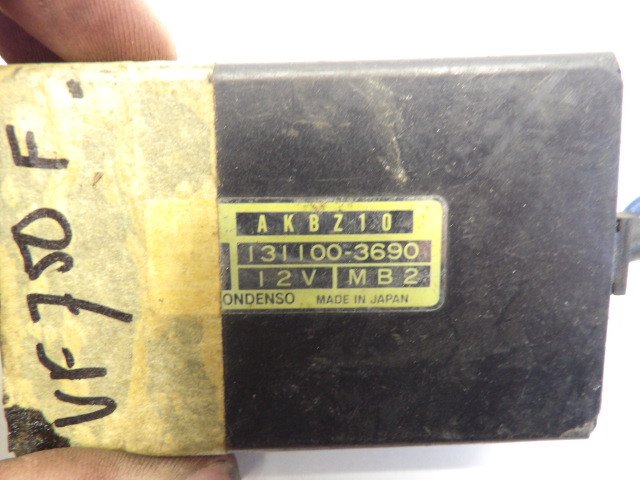 VF-750 F
AKBZ10
131100-3690
12V MB2
ONDENSO MADE IN JAPAN